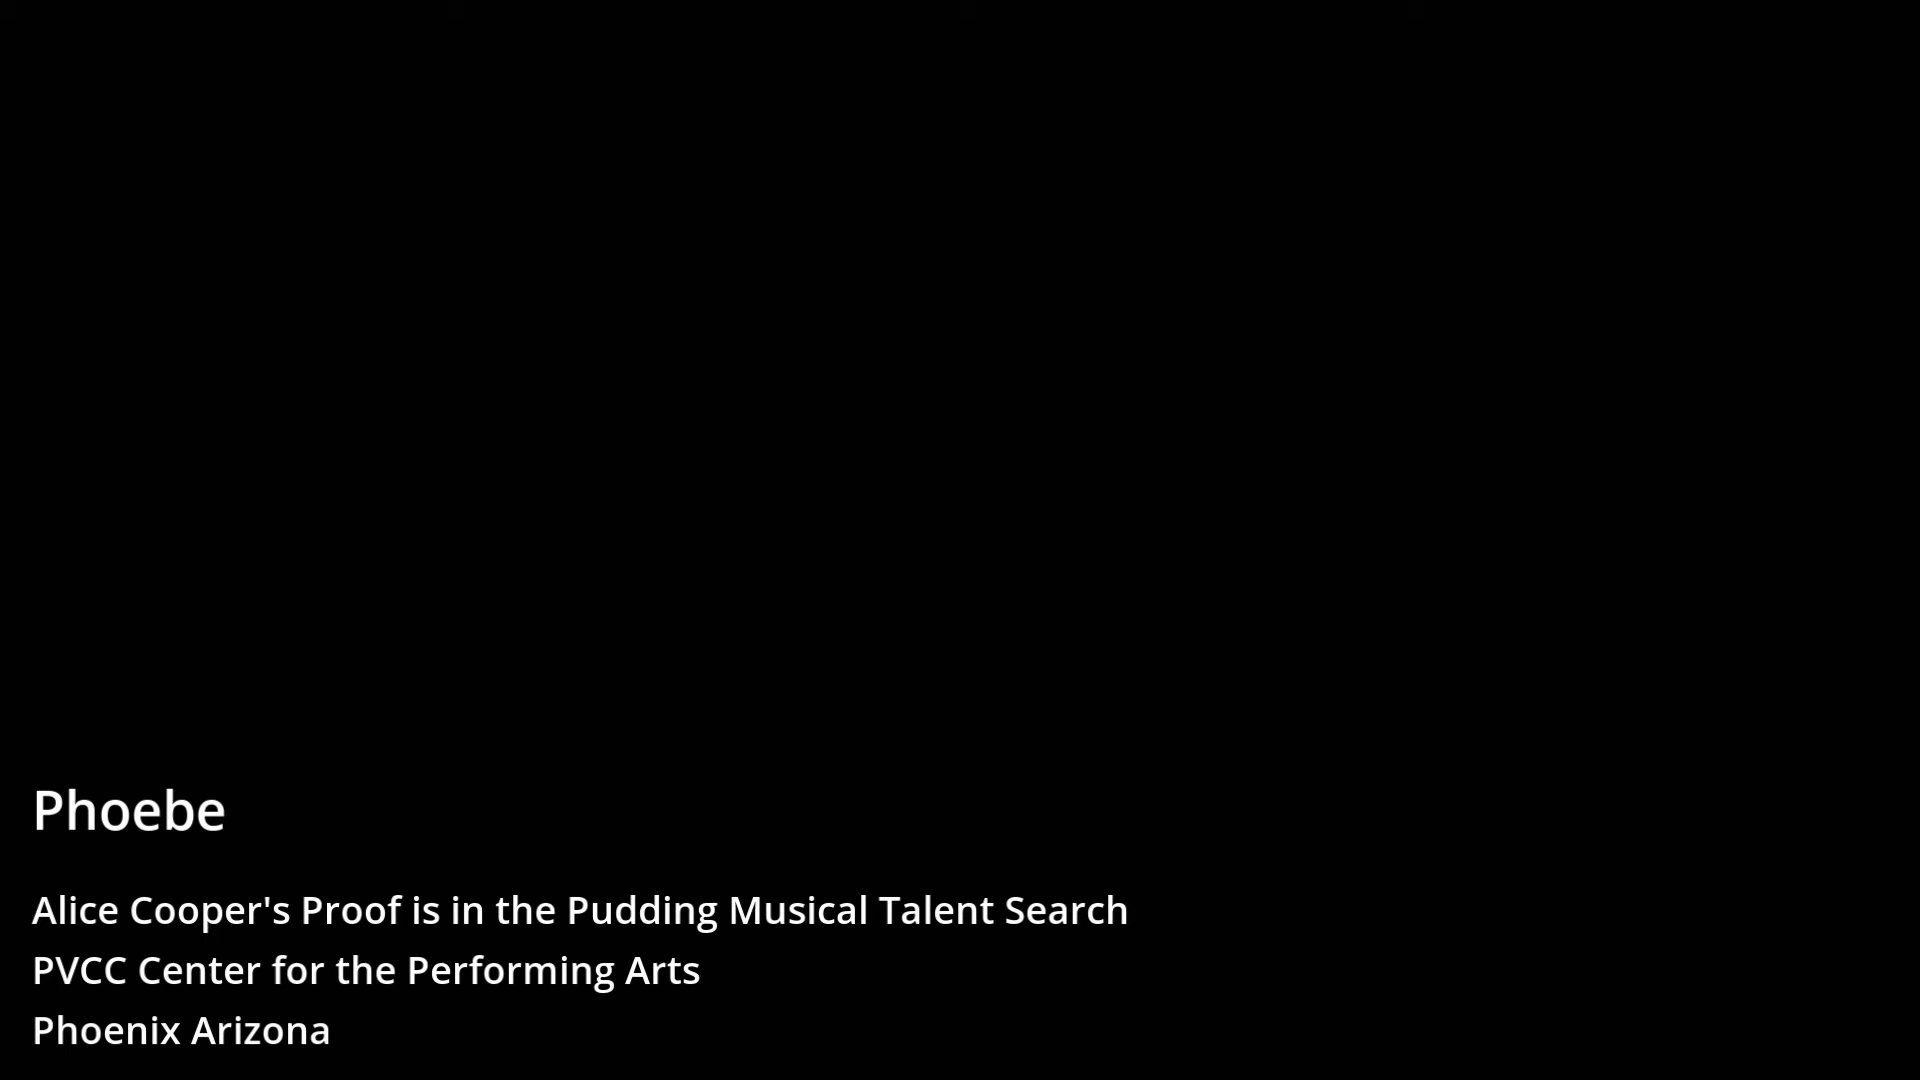 Phoebe
Alice Cooper's Proof is in the Pudding Musical Talent Search
PVCC Center for the Performing Arts
Phoenix Arizona